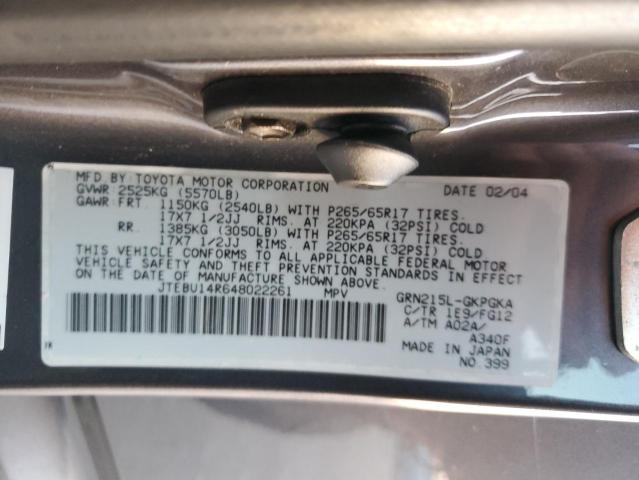 MFD.BY TOYOTA MOTOR CORPORATION DATE 02/04
GVWR:2525KG (5570LB)
GAWR:FRT. 1150KG (2540LB) WITH P265/65R17 TIRES.
17X7 1/2JJ RIMS. AT 220KPA (32PSI) COLD
RR. 1385KG (3050LB) WITH P265/65R17 TIRES.
17X7 1/2JJ RIMS. AT 220KPA (32PSI) COLD
THIS VEHICLE CONFORMS TO ALL APPLICABLE FEDERAL MOTOR
VEHICLE SAFETY AND THEFT PREVENTION STANDARDS IN EFFECT
ON THE DATE OF MANUFACTURE SHOWN ABOVE.
JTEBU14R648022261 MPV
GRN215L-GKPGKA
C/TR 1E9/FG12
A/TM A02A/
A340F
MADE IN JAPAN
NO.399